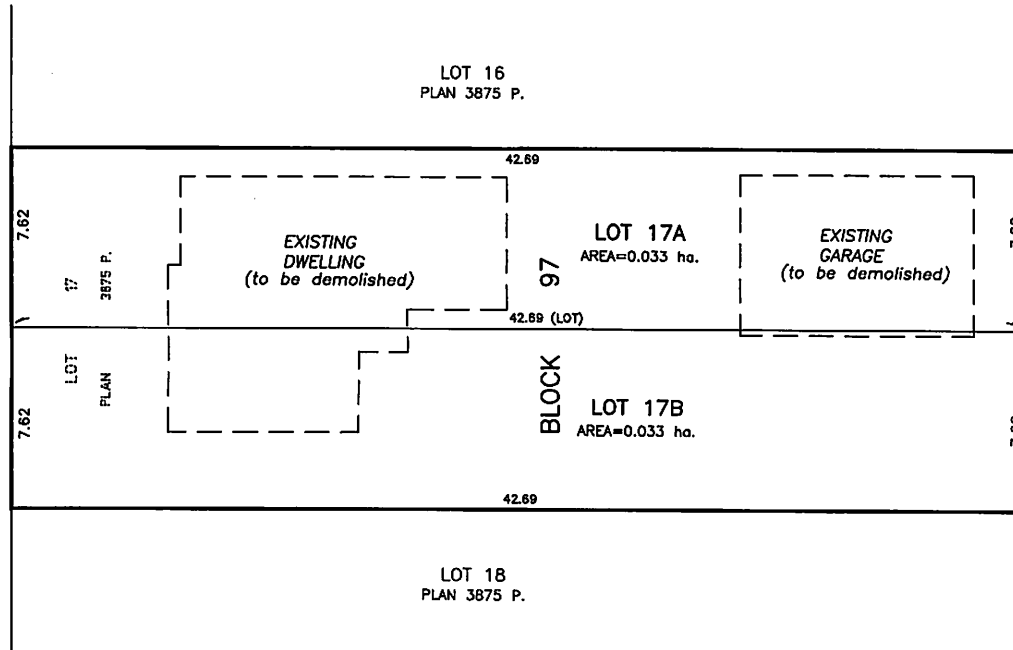 LOT 16
PLAN 3875 P.
42.69
7.62
EXISTING
DWELLING
(to be demolished)
LOT 17A
AREA=0.033 ha.
EXISTING
GARAGE
(to be demolished)
LOT 17
PLAN 3875 P.
BLOCK 97
42.69 (LOT)
7.62
LOT 17B
AREA=0.033 ha.
42.69
LOT 18
PLAN 3875 P.